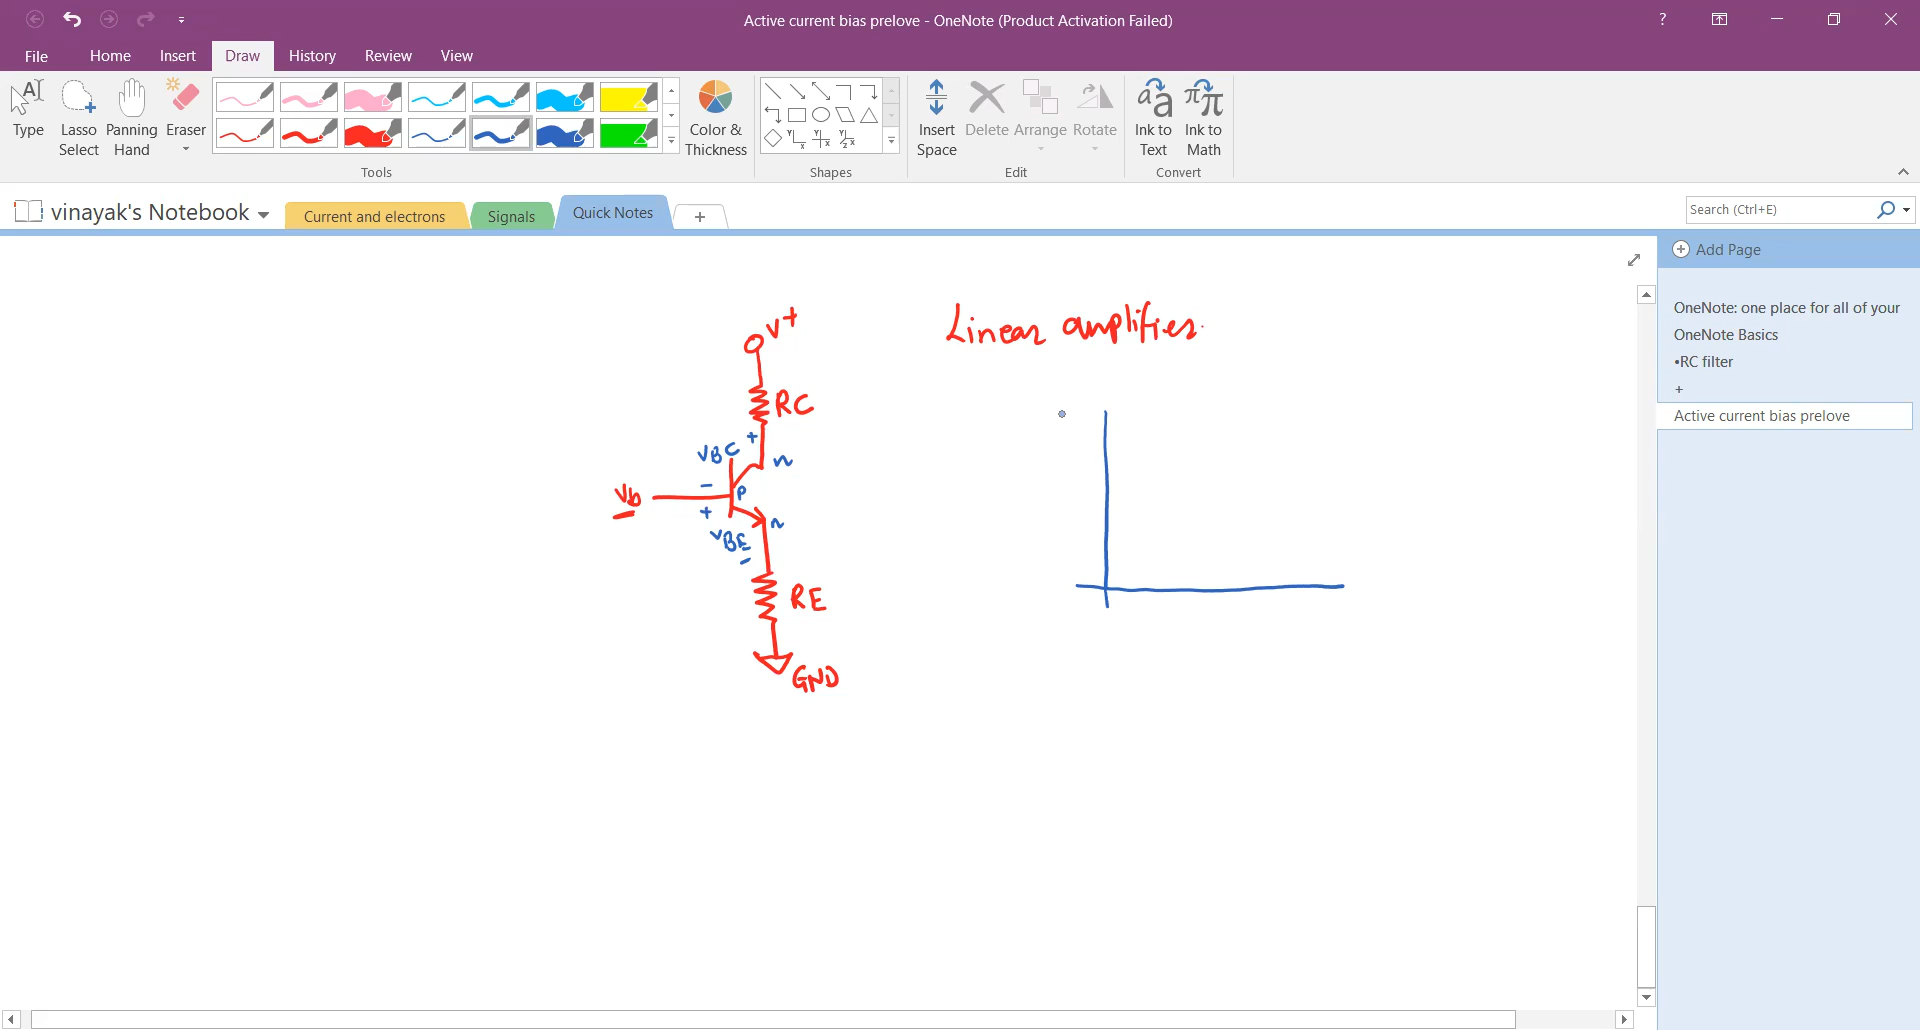 Active current bias prelove - OneNote (Product Activation Failed)
?
File Home Insert Draw History Review View
Type
Lasso Select
Panning Hand
Eraser
Color & Thickness
Insert Space
Delete
Arrange
Rotate
Ink to Text
Ink to Math
Tools
Shapes
Edit
Convert
vinayak's Notebook
Current and electrons
Signals
Quick Notes
+
Search (Ctrl+E)
Add Page
OneNote: one place for all of your
OneNote Basics
•RC filter
+
Active current bias prelove
V+
Linear amplifier.
RC
+
VBC
n
-
P
Vb
+
n
VBE
-
RE
GND